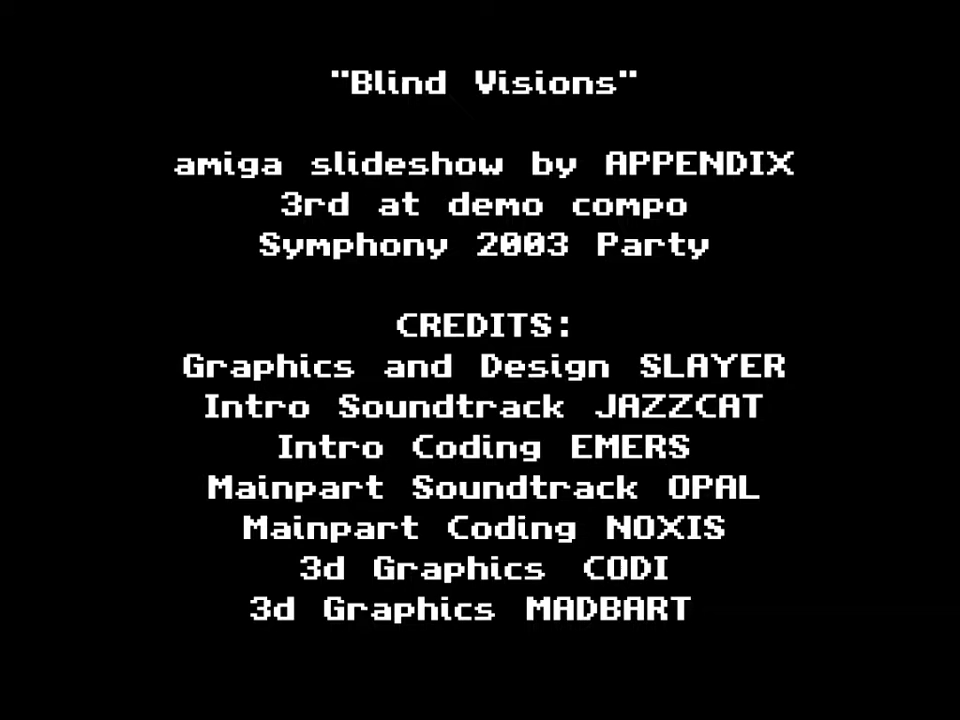 "Blind Visions"
amiga slideshow by APPENDIX
3rd at demo compo
Symphony 2003 Party
CREDITS:
Graphics and Design SLAYER
Intro Soundtrack JAZZCAT
Intro Coding EMERS
Mainpart Soundtrack OPAL
Mainpart Coding NOXIS
3d Graphics CODI
3d Graphics MADBART